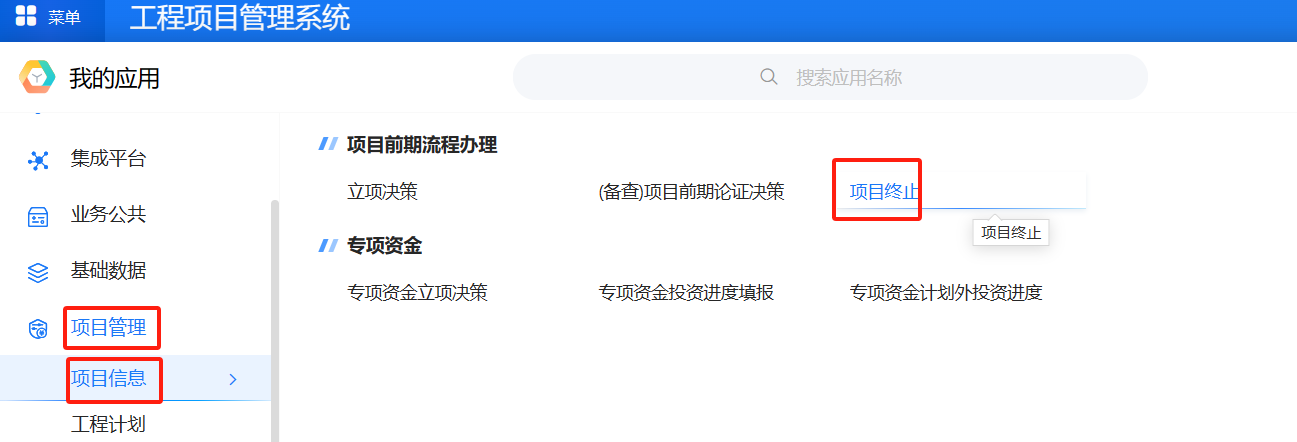 菜单
工程项目管理系统
我的应用
搜索应用名称
集成平台
业务公共
基础数据
项目管理
项目信息
工程计划
项目前期流程办理
立项决策 (备查)项目前期论证决策 项目终止
项目终止
专项资金
专项资金立项决策 专项资金投资进度填报 专项资金计划外投资进度